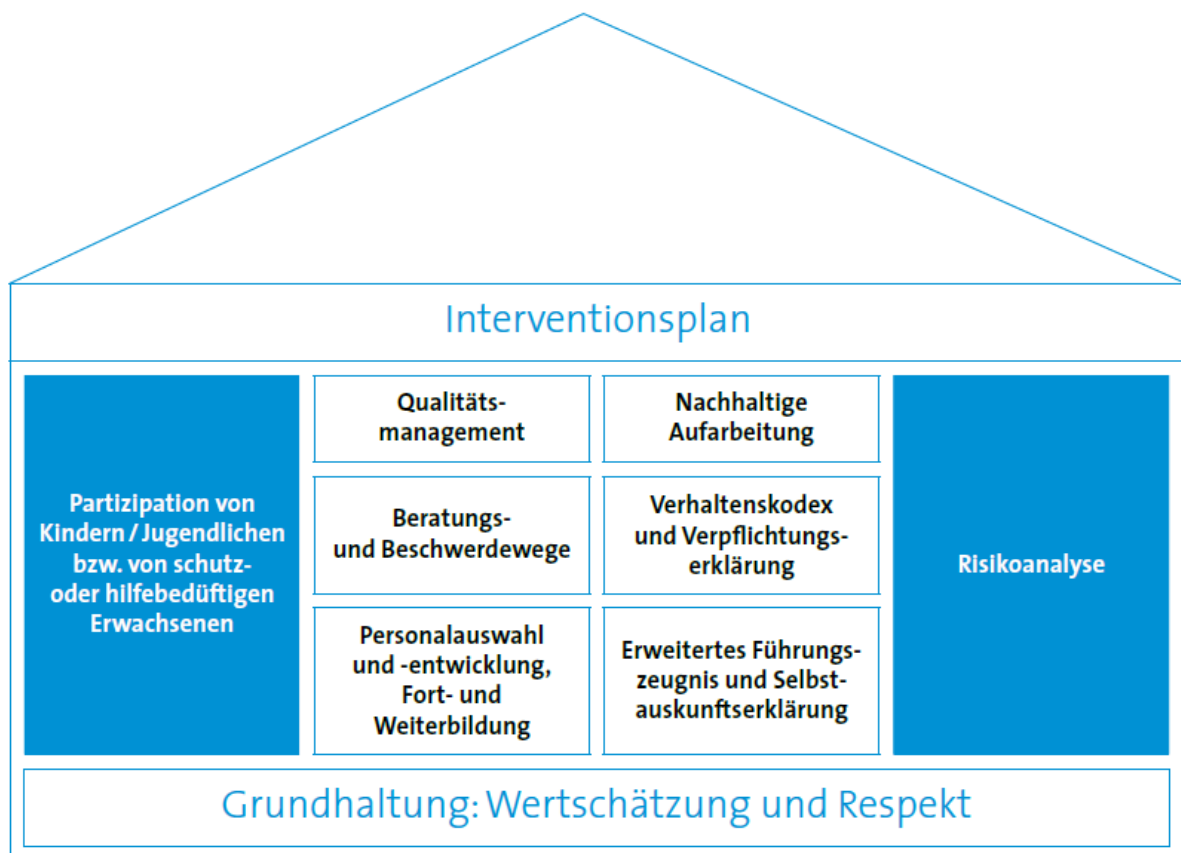 Interventionsplan
Partizipation von
Kindern / Jugendlichen
bzw. von schutz-
oder hilfebedüftigen
Erwachsenen
Qualitäts-
management
Nachhaltige
Aufarbeitung
Beratungs-
und Beschwerdewege
Verhaltenskodex
und Verpflichtungs-
erklärung
Personalauswahl
und -entwicklung,
Fort- und
Weiterbildung
Erweitertes Führungs-
zeugnis und Selbst-
auskunftserklärung
Risikoanalyse
Grundhaltung: Wertschätzung und Respekt